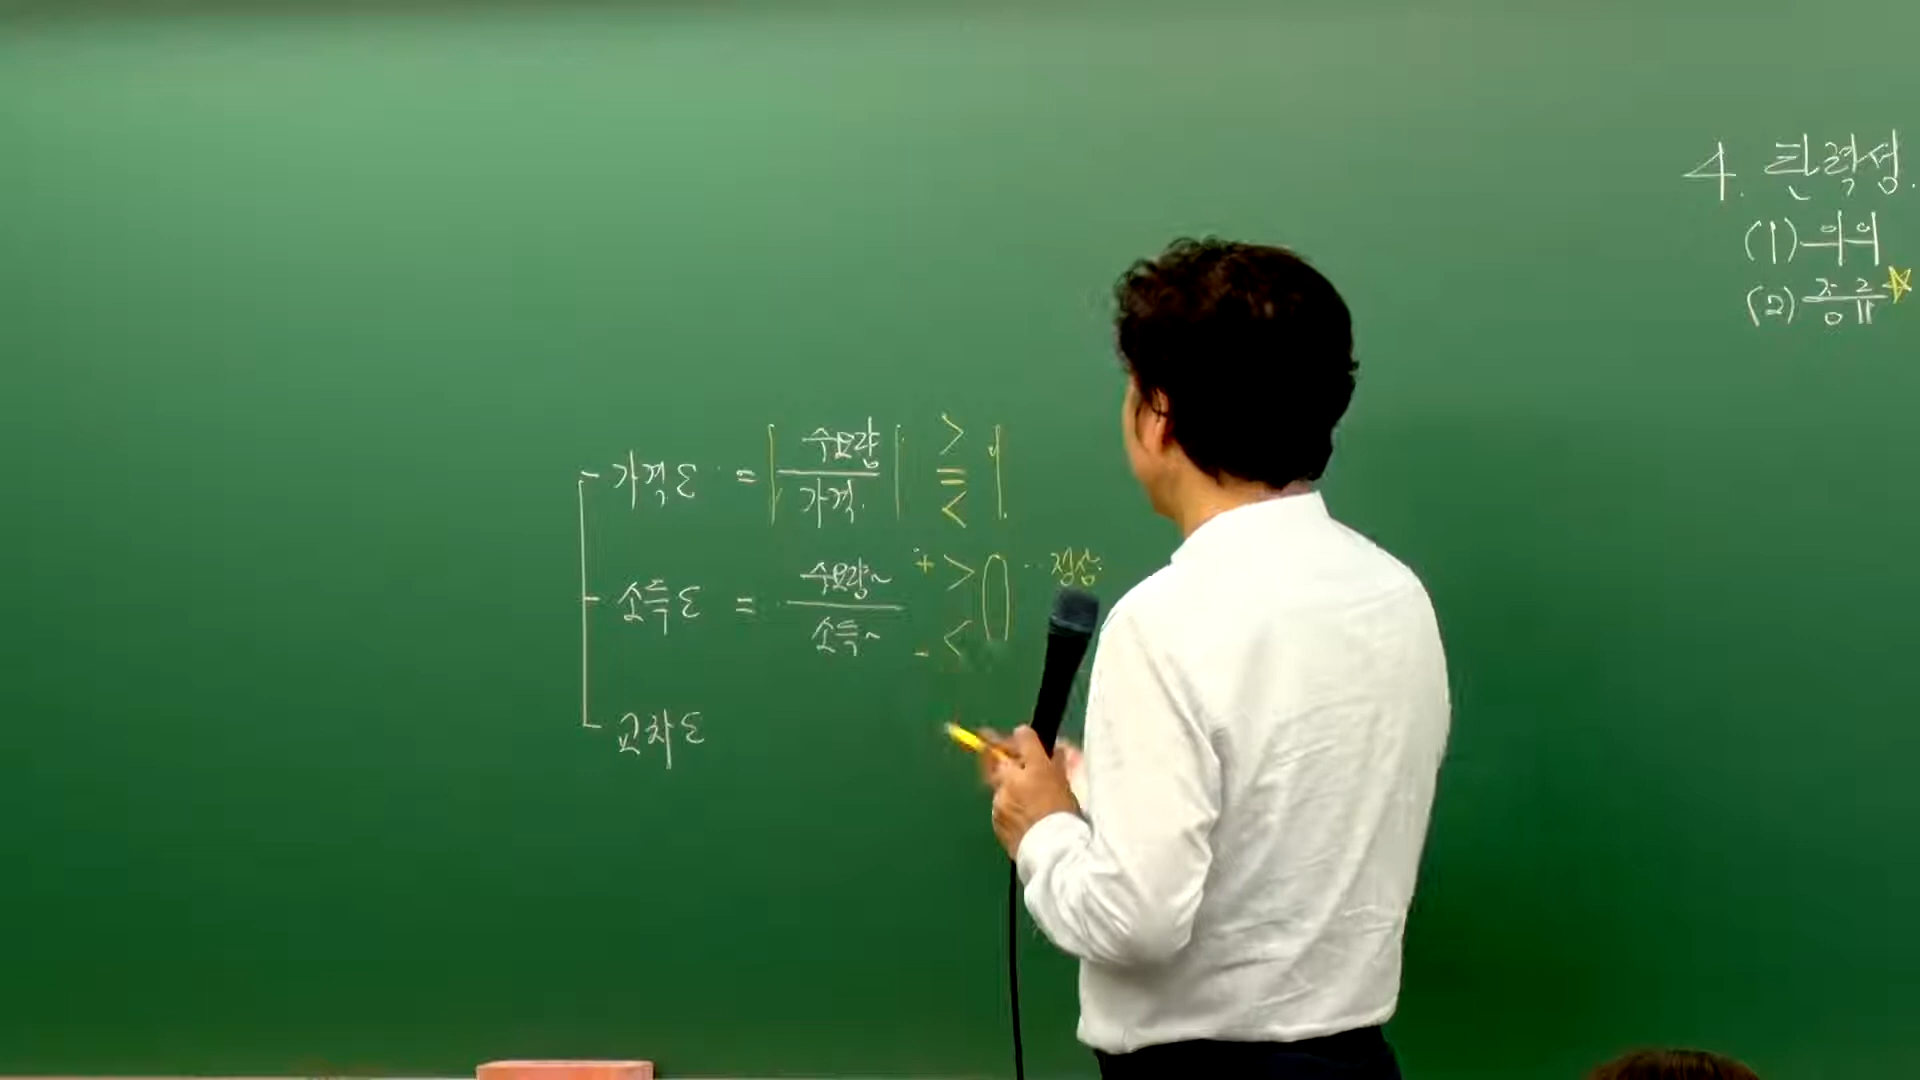 4. 탄력성.
(1) 의의
(2) 종류 ☆
가격ε = | 수요량 / 가격 | > = < 1
소득ε = 수요량~ / 소득~ + > 0 ‥ 정상
- <
교차ε